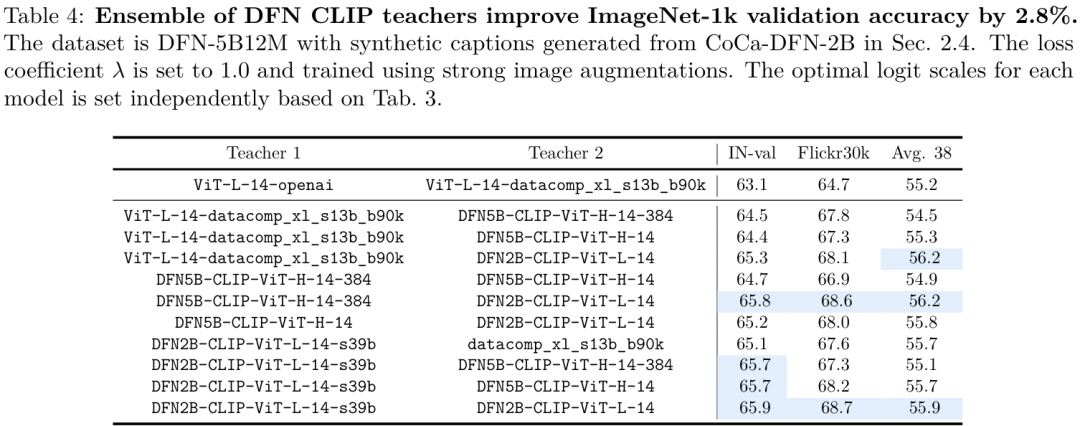 Table 4: Ensemble of DFN CLIP teachers improve ImageNet-1k validation accuracy by 2.8%.
The dataset is DFN-5B12M with synthetic captions generated from CoCa-DFN-2B in Sec. 2.4. The loss
coefficient λ is set to 1.0 and trained using strong image augmentations. The optimal logit scales for each
model is set independently based on Tab. 3.
Teacher 1 Teacher 2 IN-val Flickr30k Avg. 38
ViT-L-14-openai ViT-L-14-datacomp_xl_s13b_b90k 63.1 64.7 55.2
ViT-L-14-datacomp_xl_s13b_b90k DFN5B-CLIP-ViT-H-14-384 64.5 67.8 54.5
ViT-L-14-datacomp_xl_s13b_b90k DFN5B-CLIP-ViT-H-14 64.4 67.3 55.3
ViT-L-14-datacomp_xl_s13b_b90k DFN2B-CLIP-ViT-L-14 65.3 68.1 56.2
DFN5B-CLIP-ViT-H-14-384 DFN5B-CLIP-ViT-H-14 64.7 66.9 54.9
DFN5B-CLIP-ViT-H-14-384 DFN2B-CLIP-ViT-L-14 65.8 68.6 56.2
DFN5B-CLIP-ViT-H-14 DFN2B-CLIP-ViT-L-14 65.2 68.0 55.8
DFN2B-CLIP-ViT-L-14-s39b datacomp_xl_s13b_b90k 65.1 67.6 55.7
DFN2B-CLIP-ViT-L-14-s39b DFN5B-CLIP-ViT-H-14-384 65.7 67.3 55.1
DFN2B-CLIP-ViT-L-14-s39b DFN5B-CLIP-ViT-H-14 65.7 68.2 55.7
DFN2B-CLIP-ViT-L-14-s39b DFN2B-CLIP-ViT-L-14 65.9 68.7 55.9